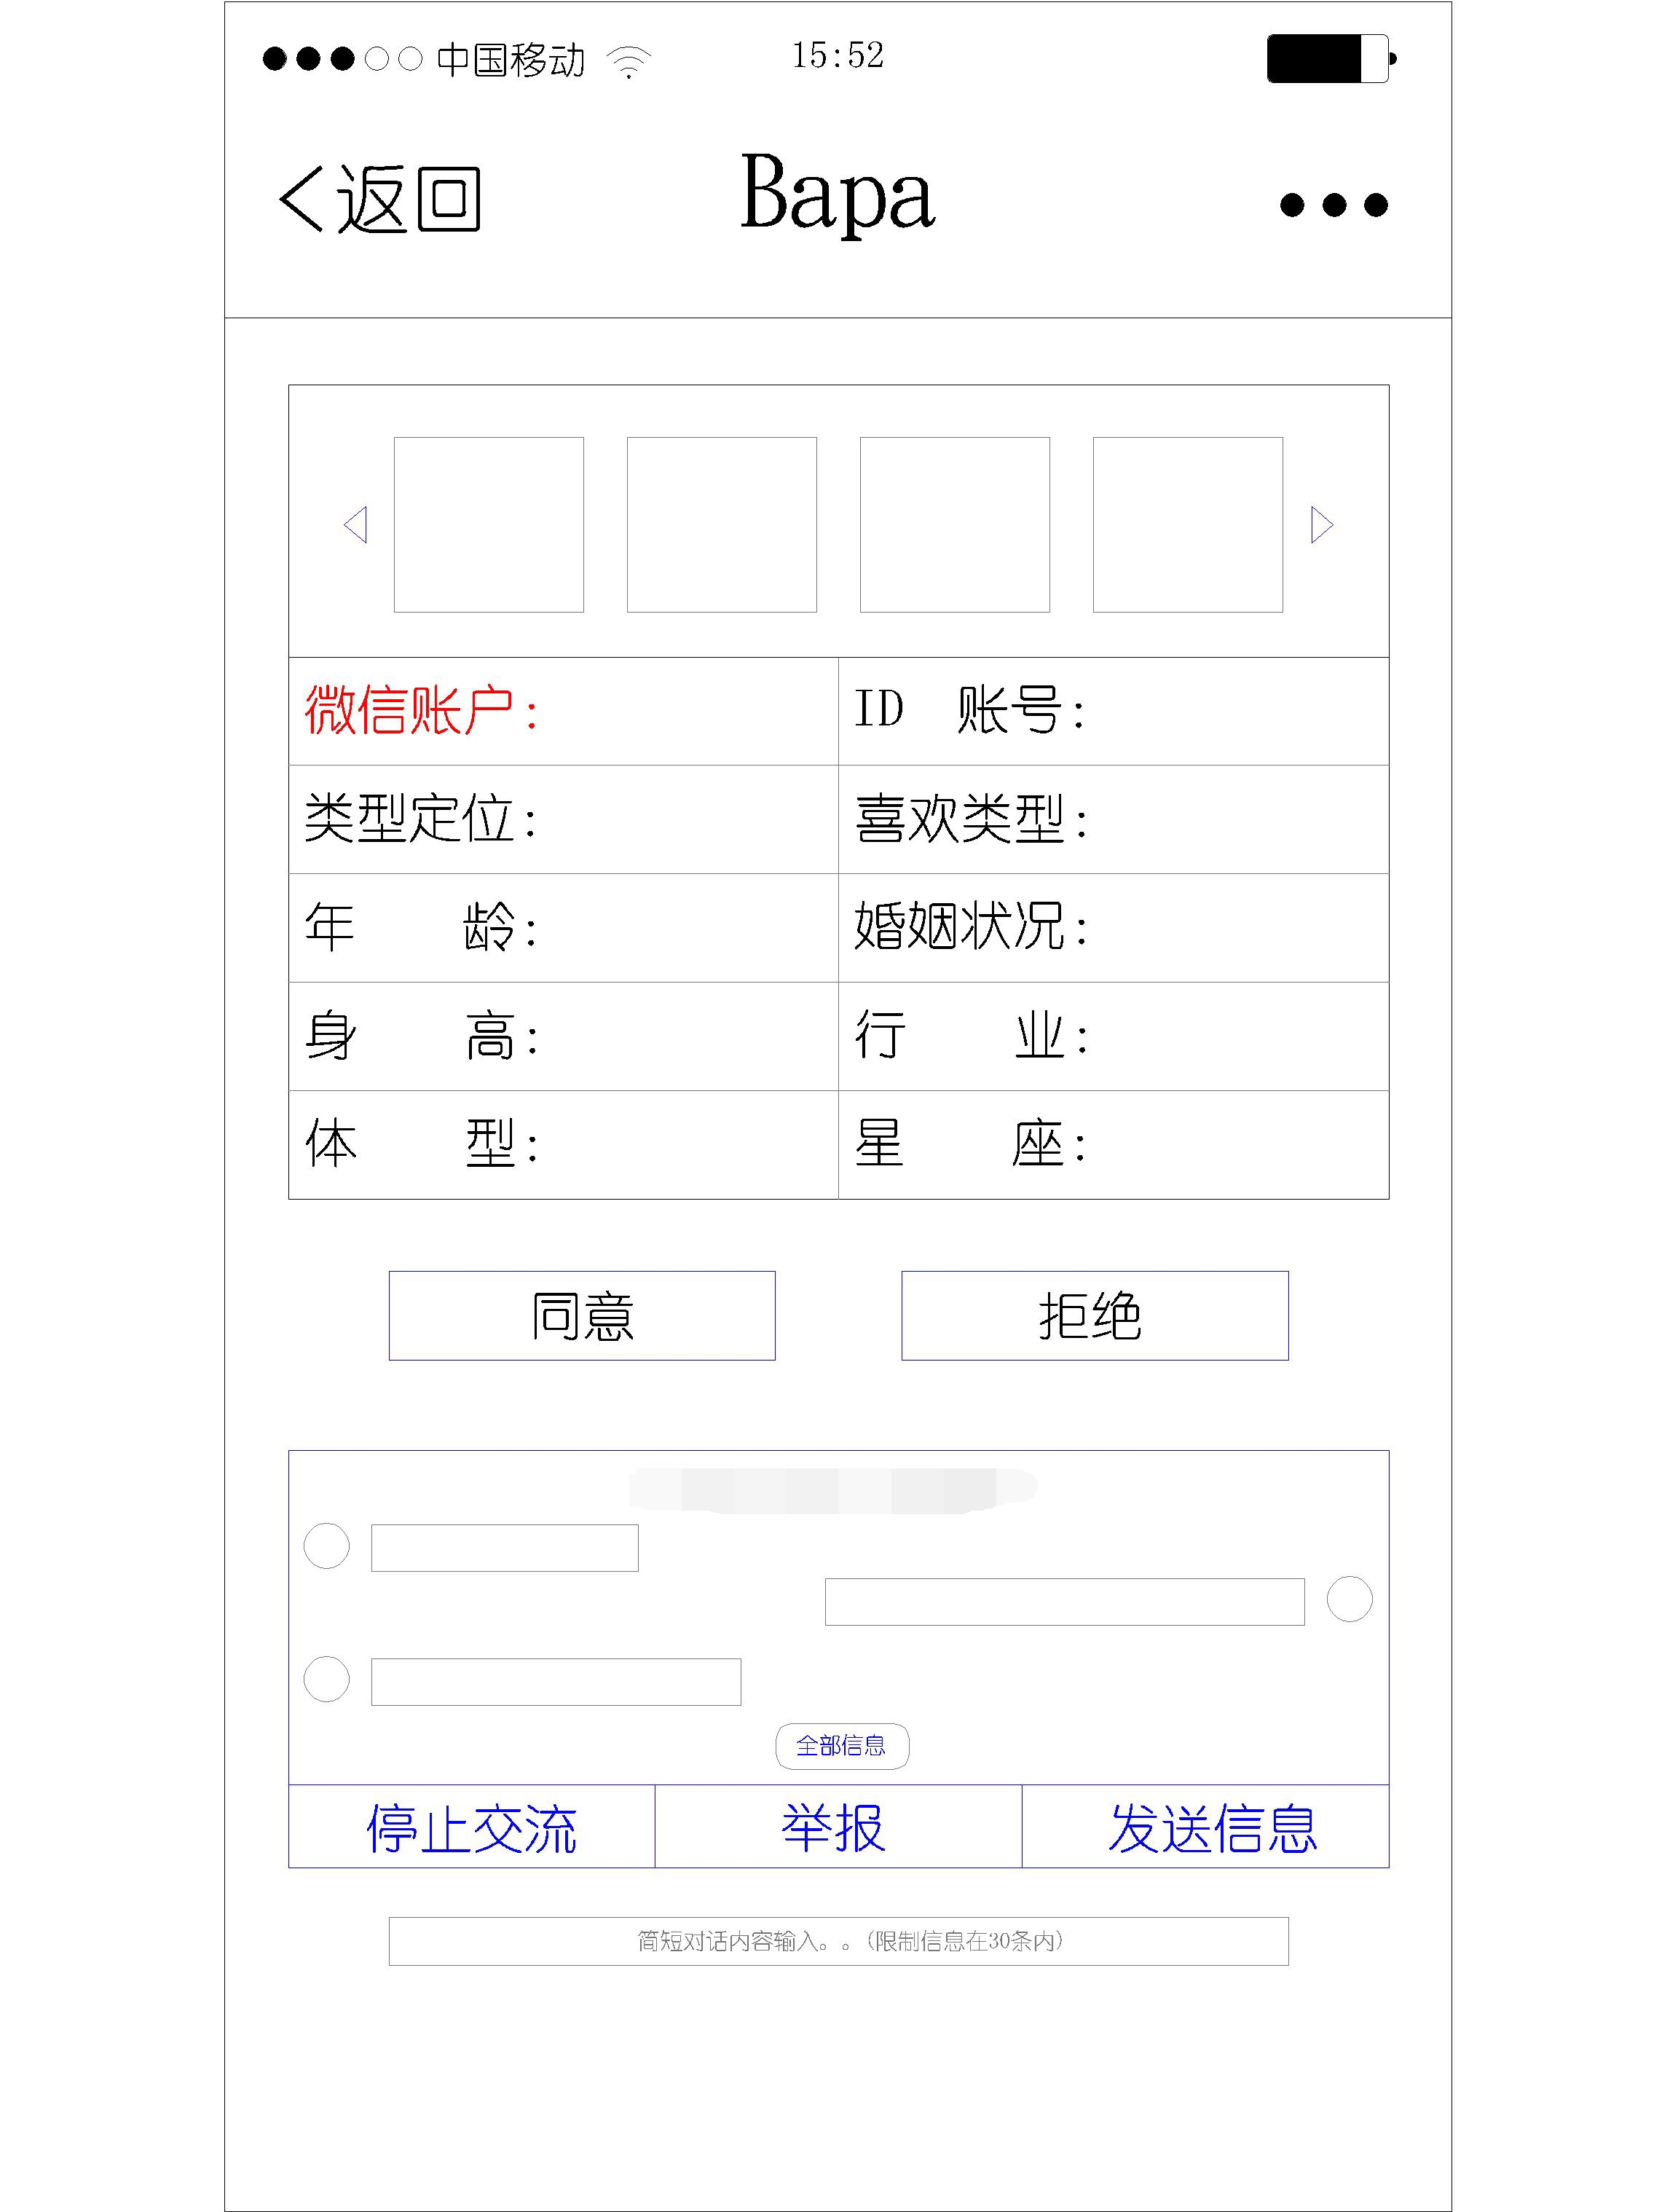 中国移动 15:52
<返回 Bapa
微信账户: ID 账号:
类型定位: 喜欢类型:
年 龄: 婚姻状况:
身 高: 行 业:
体 型: 星 座:
同意 拒绝
全部信息
停止交流 举报 发送信息
简短对话内容输入。。(限制信息在30条内)